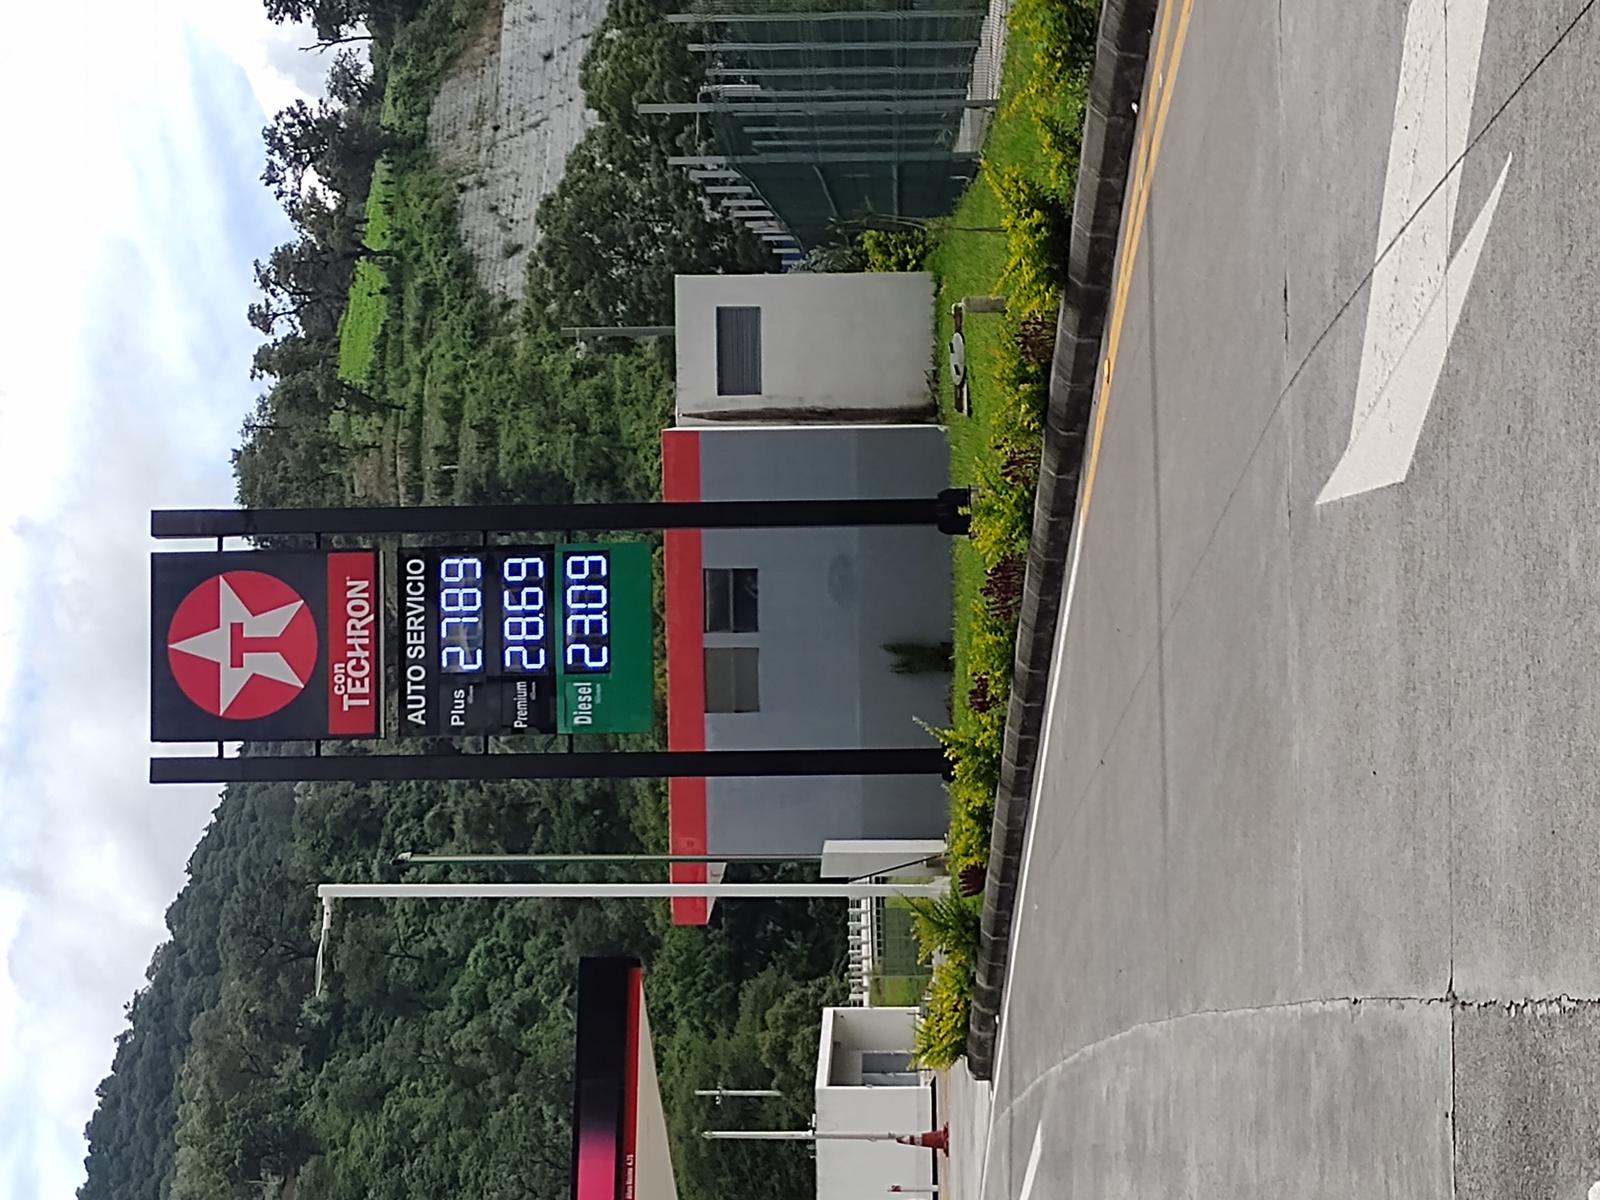 T
con
TECHRON
AUTO SERVICIO
Plus 27.89
Premium 28.69
Diesel 23.09